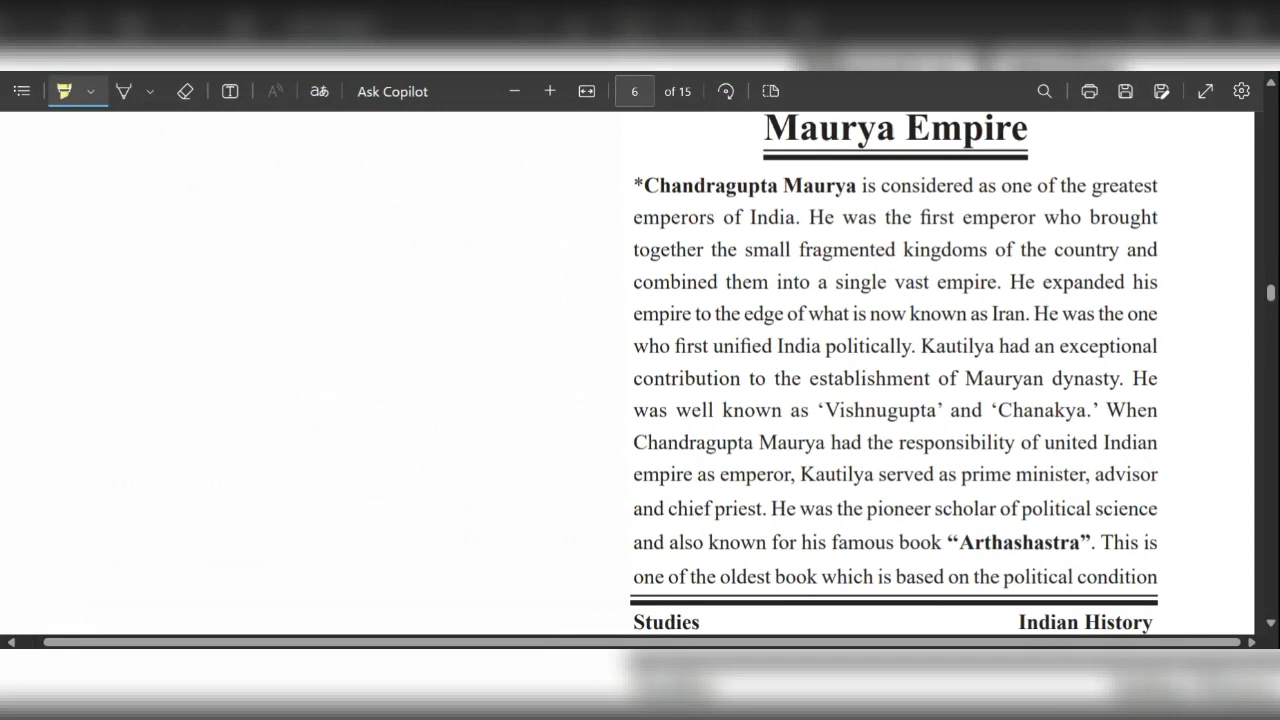 Ask Copilot
6 of 15
Maurya Empire
*Chandragupta Maurya is considered as one of the greatest
emperors of India. He was the first emperor who brought
together the small fragmented kingdoms of the country and
combined them into a single vast empire. He expanded his
empire to the edge of what is now known as Iran. He was the one
who first unified India politically. Kautilya had an exceptional
contribution to the establishment of Mauryan dynasty. He
was well known as ‘Vishnugupta’ and ‘Chanakya.’ When
Chandragupta Maurya had the responsibility of united Indian
empire as emperor, Kautilya served as prime minister, advisor
and chief priest. He was the pioneer scholar of political science
and also known for his famous book “Arthashastra”. This is
one of the oldest book which is based on the political condition
Studies Indian History